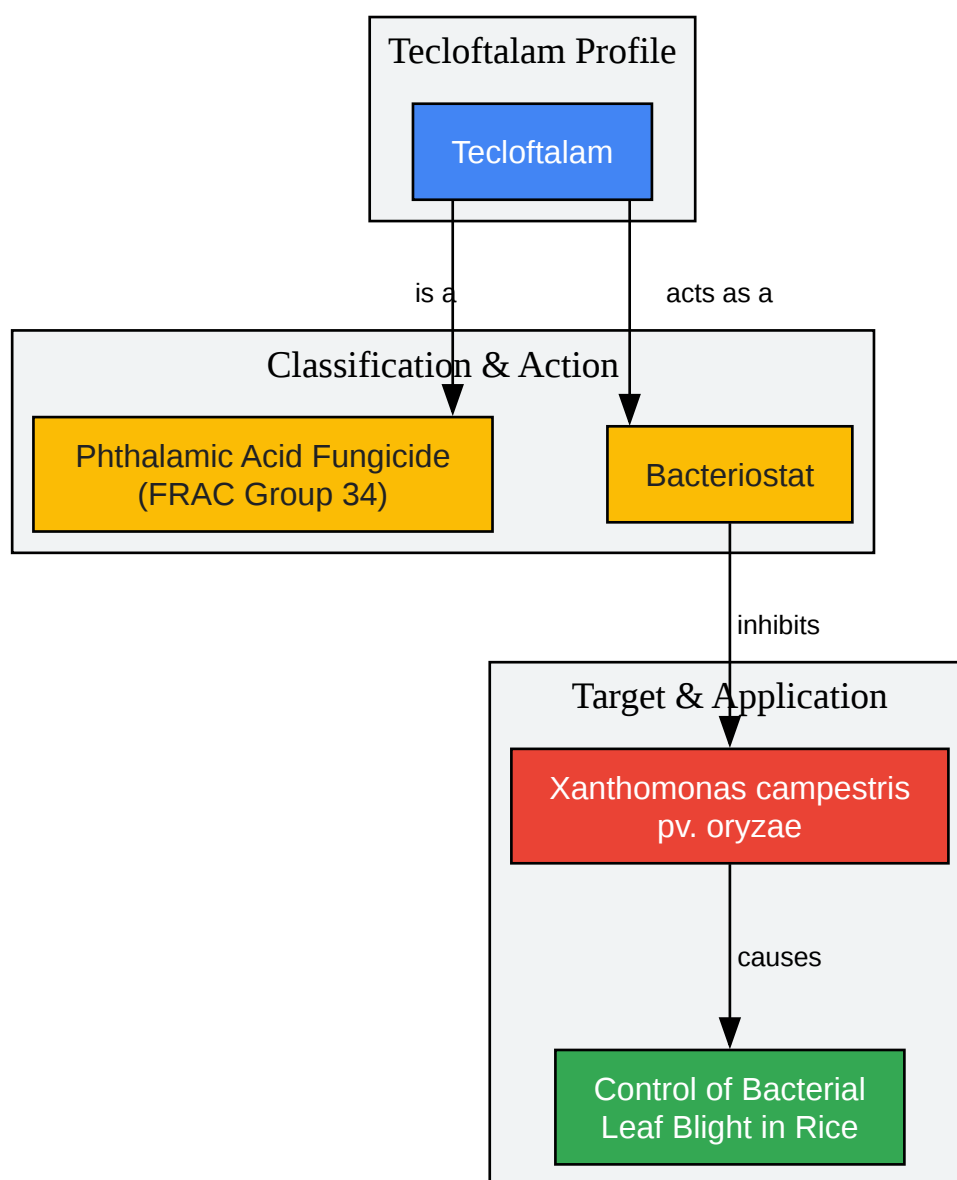 Tecloftalam Profile
Tecloftalam
is a
acts as a
Classification & Action
Phthalamic Acid Fungicide
(FRAC Group 34)
Bacteriostat
inhibits
Target & Application
Xanthomonas campestris
pv. oryzae
causes
Control of Bacterial
Leaf Blight in Rice